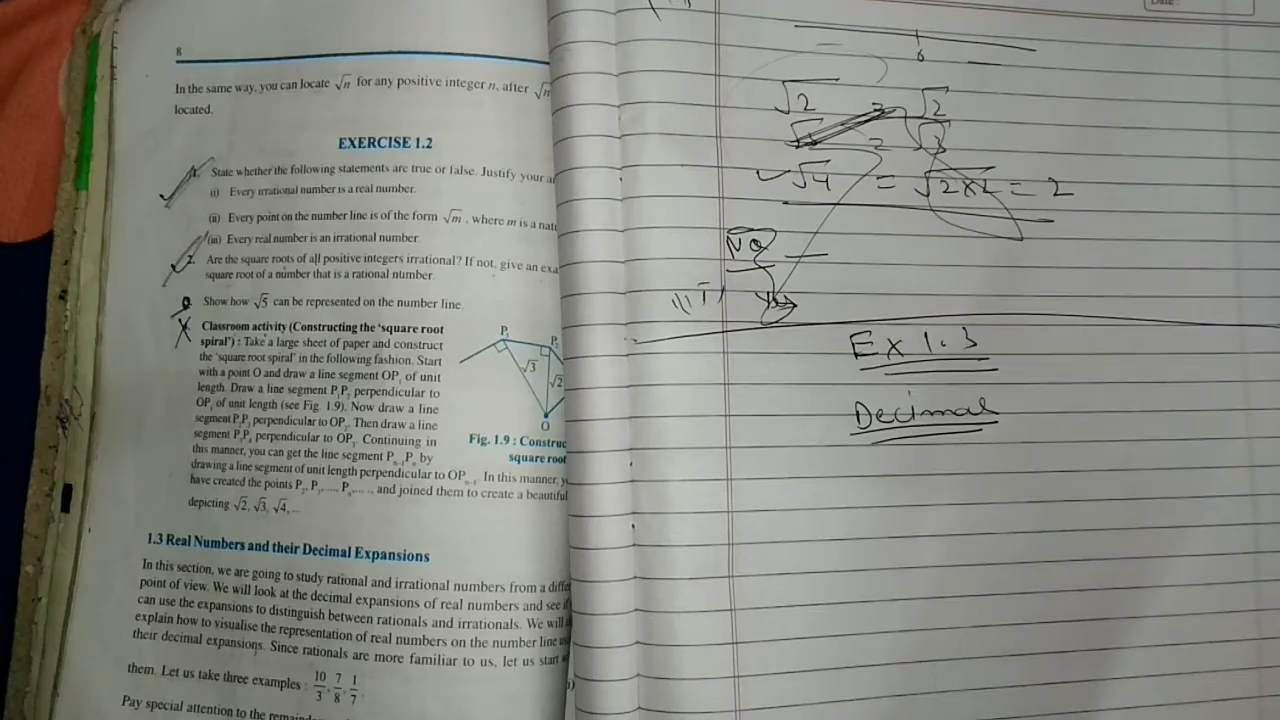 8
In the same way, you can locate √n for any positive integer n, after √n
located.
EXERCISE 1.2
1. State whether the following statements are true or false. Justify your
(i) Every irrational number is a real number.
(ii) Every point on the number line is of the form √m, where m is a
(iii) Every real number is an irrational number.
2. Are the square roots of all positive integers irrational? If not, give an
square root of a number that is a rational number.
Show how √5 can be represented on the number line.
Classroom activity (Constructing the 'square root
spiral') : Take a large sheet of paper and construct
the 'square root spiral' in the following fashion. Start
with a point O and draw a line segment OP₁ of unit
length. Draw a line segment P₁P₂ perpendicular to
OP₁ of unit length (see Fig. 1.9). Now draw a line
segment P₂P₃ perpendicular to OP₂. Then draw a line
segment P₃P₄ perpendicular to OP₃. Continuing in
this manner, you can get the line segment Pₙ₋₁Pₙ by
drawing a line segment of unit length perpendicular to OPₙ₋₁. In this manner,
have created the points P₂, P₃,...., Pₙ,... ., and joined them to create a beautiful
depicting √2, √3, √4, ...
P₃
P₂
√3
√2
O
Fig. 1.9 :
square root
1.3 Real Numbers and their Decimal Expansions
In this section, we are going to study rational and irrational numbers from a
point of view. We will look at the decimal expansions of real numbers and see
can use the expansions to distinguish between rationals and irrationals. We will
explain how to visualise the representation of real numbers on the number line
their decimal expansions. Since rationals are more familiar to us, let us start
them. Let us take three examples : 10/3, 7/8, 1/7.
Pay special attention to the
Date :
6
√2 = √2
= √3
√4 = √2×2 = 2
Ex 1.3
Decimal